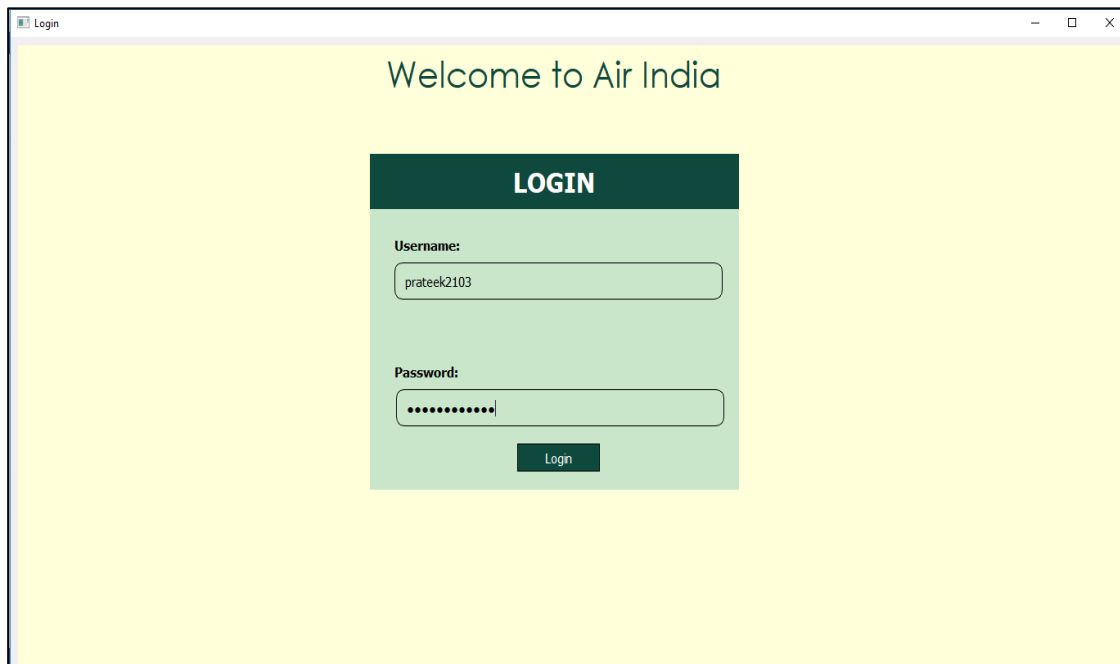 Login
Welcome to Air India
LOGIN
Username:
prateek2103
Password:
••••••••••••
Login